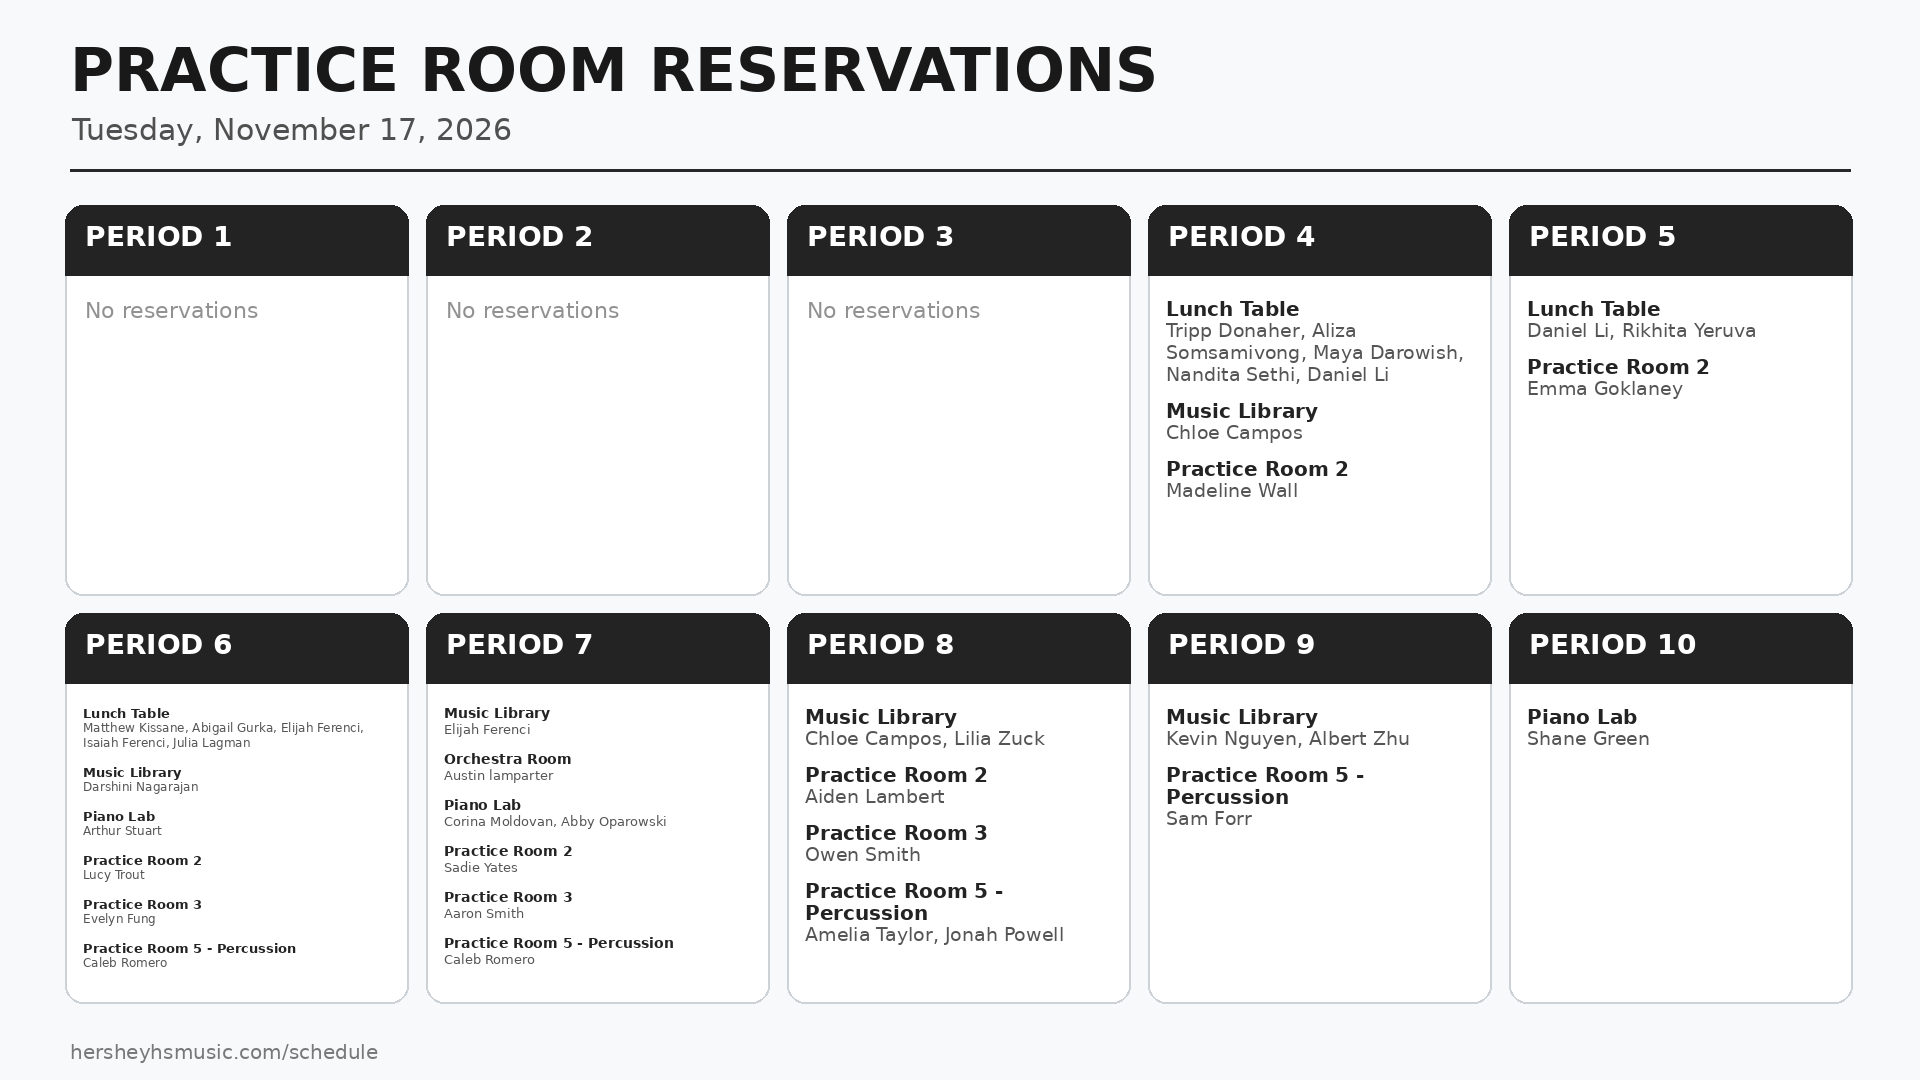 PRACTICE ROOM RESERVATIONS
Tuesday, November 17, 2026
PERIOD 1
No reservations
PERIOD 2
No reservations
PERIOD 3
No reservations
PERIOD 4
Lunch Table
Tripp Donaher, Aliza
Somsamivong, Maya Darowish,
Nandita Sethi, Daniel Li
Music Library
Chloe Campos
Practice Room 2
Madeline Wall
PERIOD 5
Lunch Table
Daniel Li, Rikhita Yeruva
Practice Room 2
Emma Goklaney
PERIOD 6
Lunch Table
Matthew Kissane, Abigail Gurka, Elijah Ferenci,
Isaiah Ferenci, Julia Lagman
Music Library
Darshini Nagarajan
Piano Lab
Arthur Stuart
Practice Room 2
Lucy Trout
Practice Room 3
Evelyn Fung
Practice Room 5 - Percussion
Caleb Romero
PERIOD 7
Music Library
Elijah Ferenci
Orchestra Room
Austin lamparter
Piano Lab
Corina Moldovan, Abby Oparowski
Practice Room 2
Sadie Yates
Practice Room 3
Aaron Smith
Practice Room 5 - Percussion
Caleb Romero
PERIOD 8
Music Library
Chloe Campos, Lilia Zuck
Practice Room 2
Aiden Lambert
Practice Room 3
Owen Smith
Practice Room 5 -
Percussion
Amelia Taylor, Jonah Powell
PERIOD 9
Music Library
Kevin Nguyen, Albert Zhu
Practice Room 5 -
Percussion
Sam Forr
PERIOD 10
Piano Lab
Shane Green
hersheyhsmusic.com/schedule